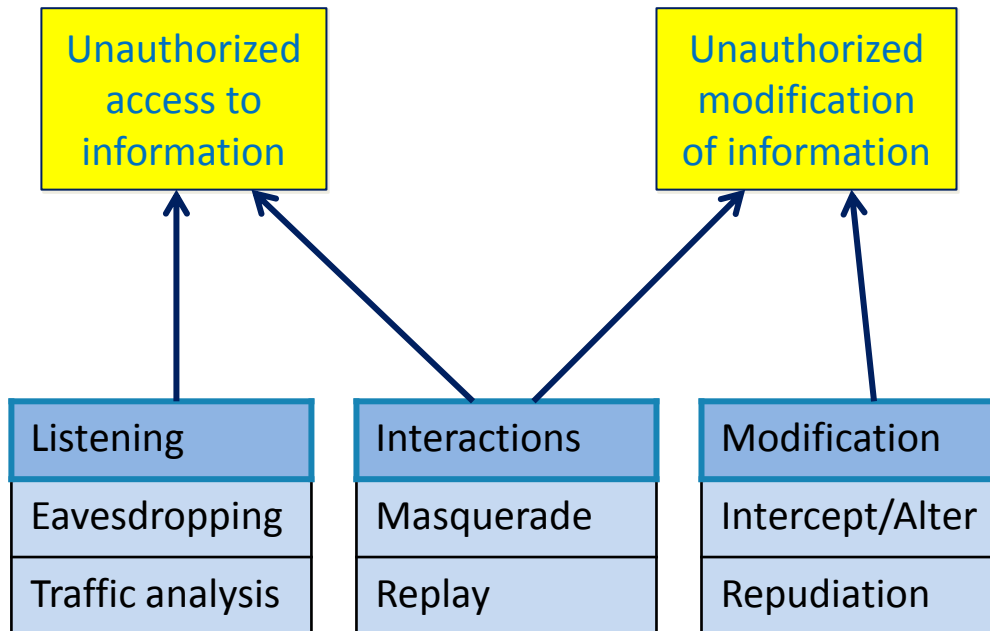 Unauthorized
access to
information
Unauthorized
modification
of information
Listening
Eavesdropping
Traffic analysis
Interactions
Masquerade
Replay
Modification
Intercept/Alter
Repudiation